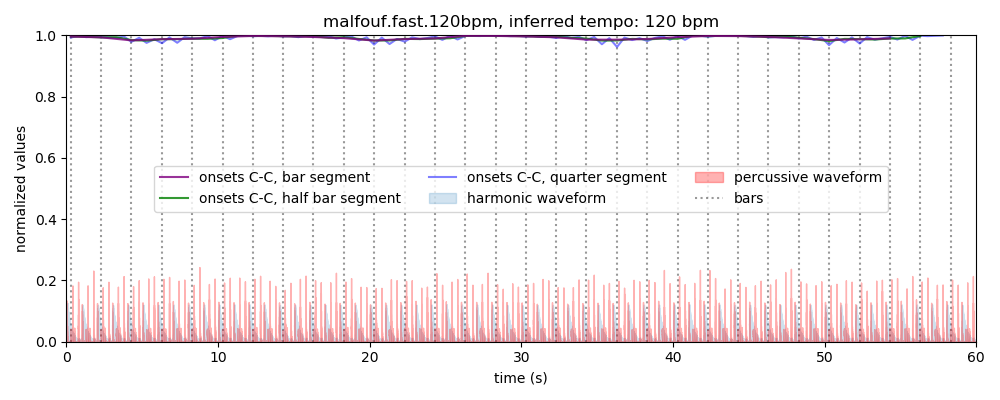 malfouf.fast.120bpm, inferred tempo: 120 bpm
1.0
0.8
0.6
0.4
0.2
0.0
normalized values
onsets C-C, bar segment
onsets C-C, half bar segment
onsets C-C, quarter segment
harmonic waveform
percussive waveform
bars
0 10 20 30 40 50 60
time (s)